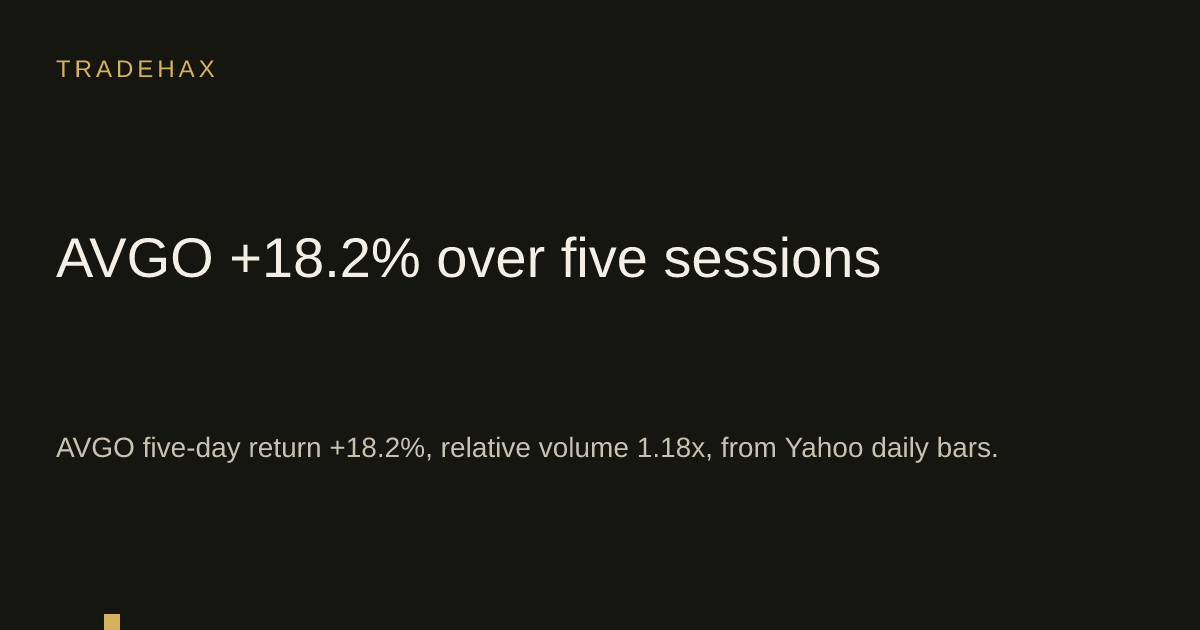 TRADEHAX
AVGO +18.2% over five sessions
AVGO five-day return +18.2%, relative volume 1.18x, from Yahoo daily bars.